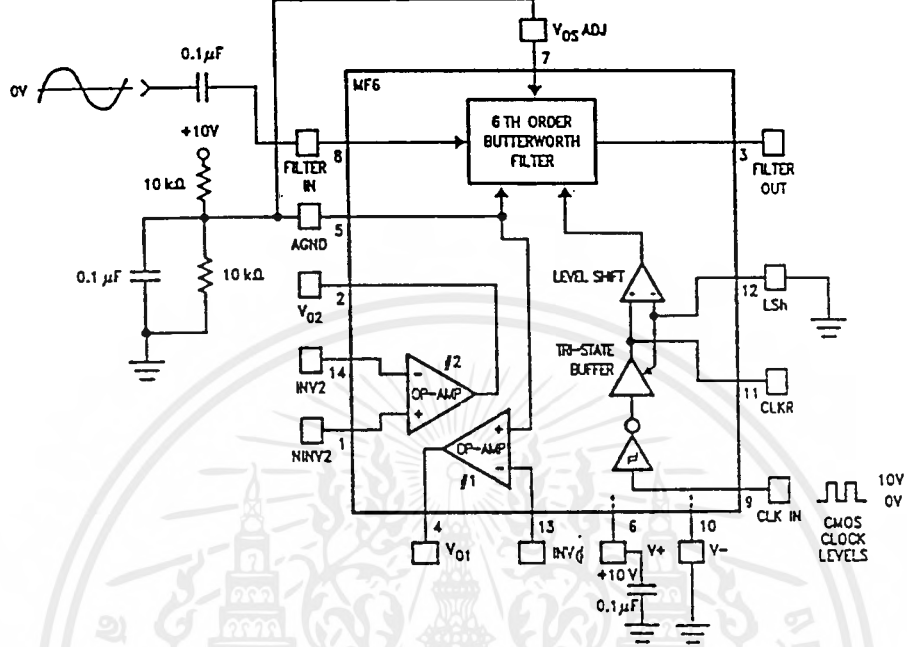 V_OS ADJ
7
0.1µF
0V
MF6
+10V
6 TH ORDER
BUTTERWORTH
FILTER
8
FILTER
IN
3
FILTER
OUT
10 kΩ
AGND
5
0.1 µF
10 kΩ
V_O2
2
LEVEL SHIFT
12
LSh
TRI-STATE
BUFFER
INV2
14
#2
OP-AMP
-
+
11
CLKR
NINV2
1
OP-AMP
+
-
#1
9
CLK IN
10V
0V
CMOS
CLOCK
LEVELS
4
V_O1
13
6
V+
+10 V
0.1µF
10
V-